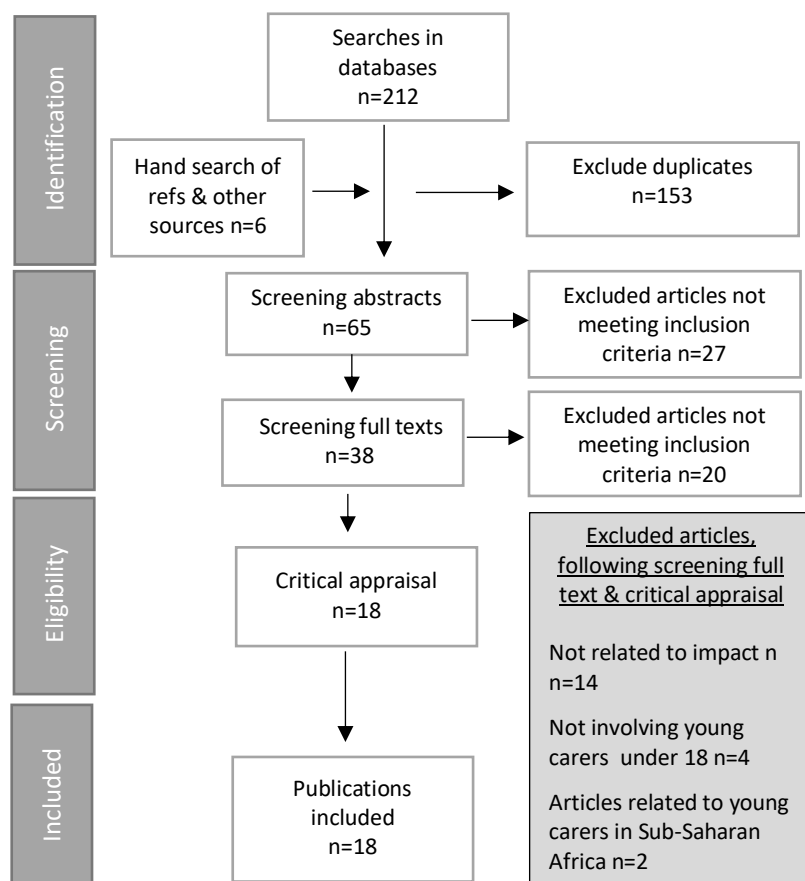 Identification
Searches in
databases
n=212
Hand search of
refs & other
sources n=6
Exclude duplicates
n=153
Screening
Screening abstracts
n=65
Excluded articles not
meeting inclusion
criteria n=27
Screening full texts
n=38
Excluded articles not
meeting inclusion
criteria n=20
Eligibility
Critical appraisal
n=18
Excluded articles,
following screening full
text & critical appraisal
Not related to impact n
n=14
Not involving young
carers under 18 n=4
Articles related to young
carers in Sub-Saharan
Africa n=2
Included
Publications
included
n=18